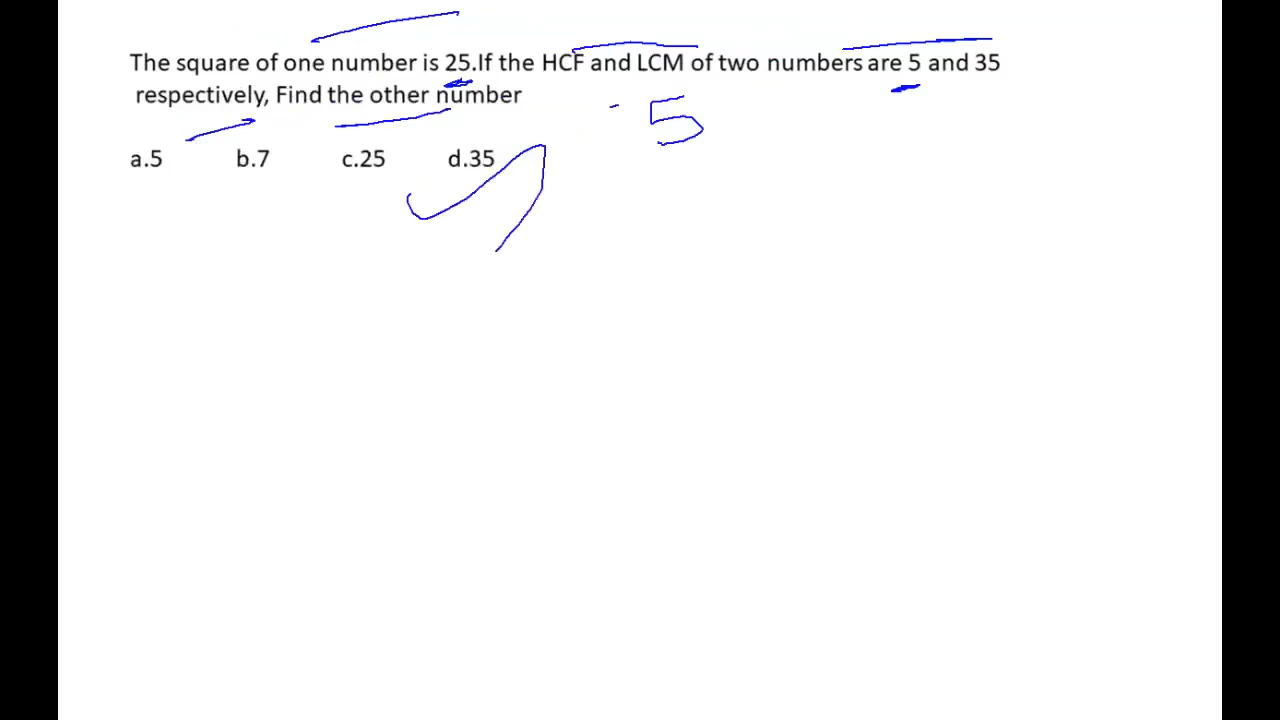 The square of one number is 25.If the HCF and LCM of two numbers are 5 and 35
respectively, Find the other number
5
a.5 b.7 c.25 d.35